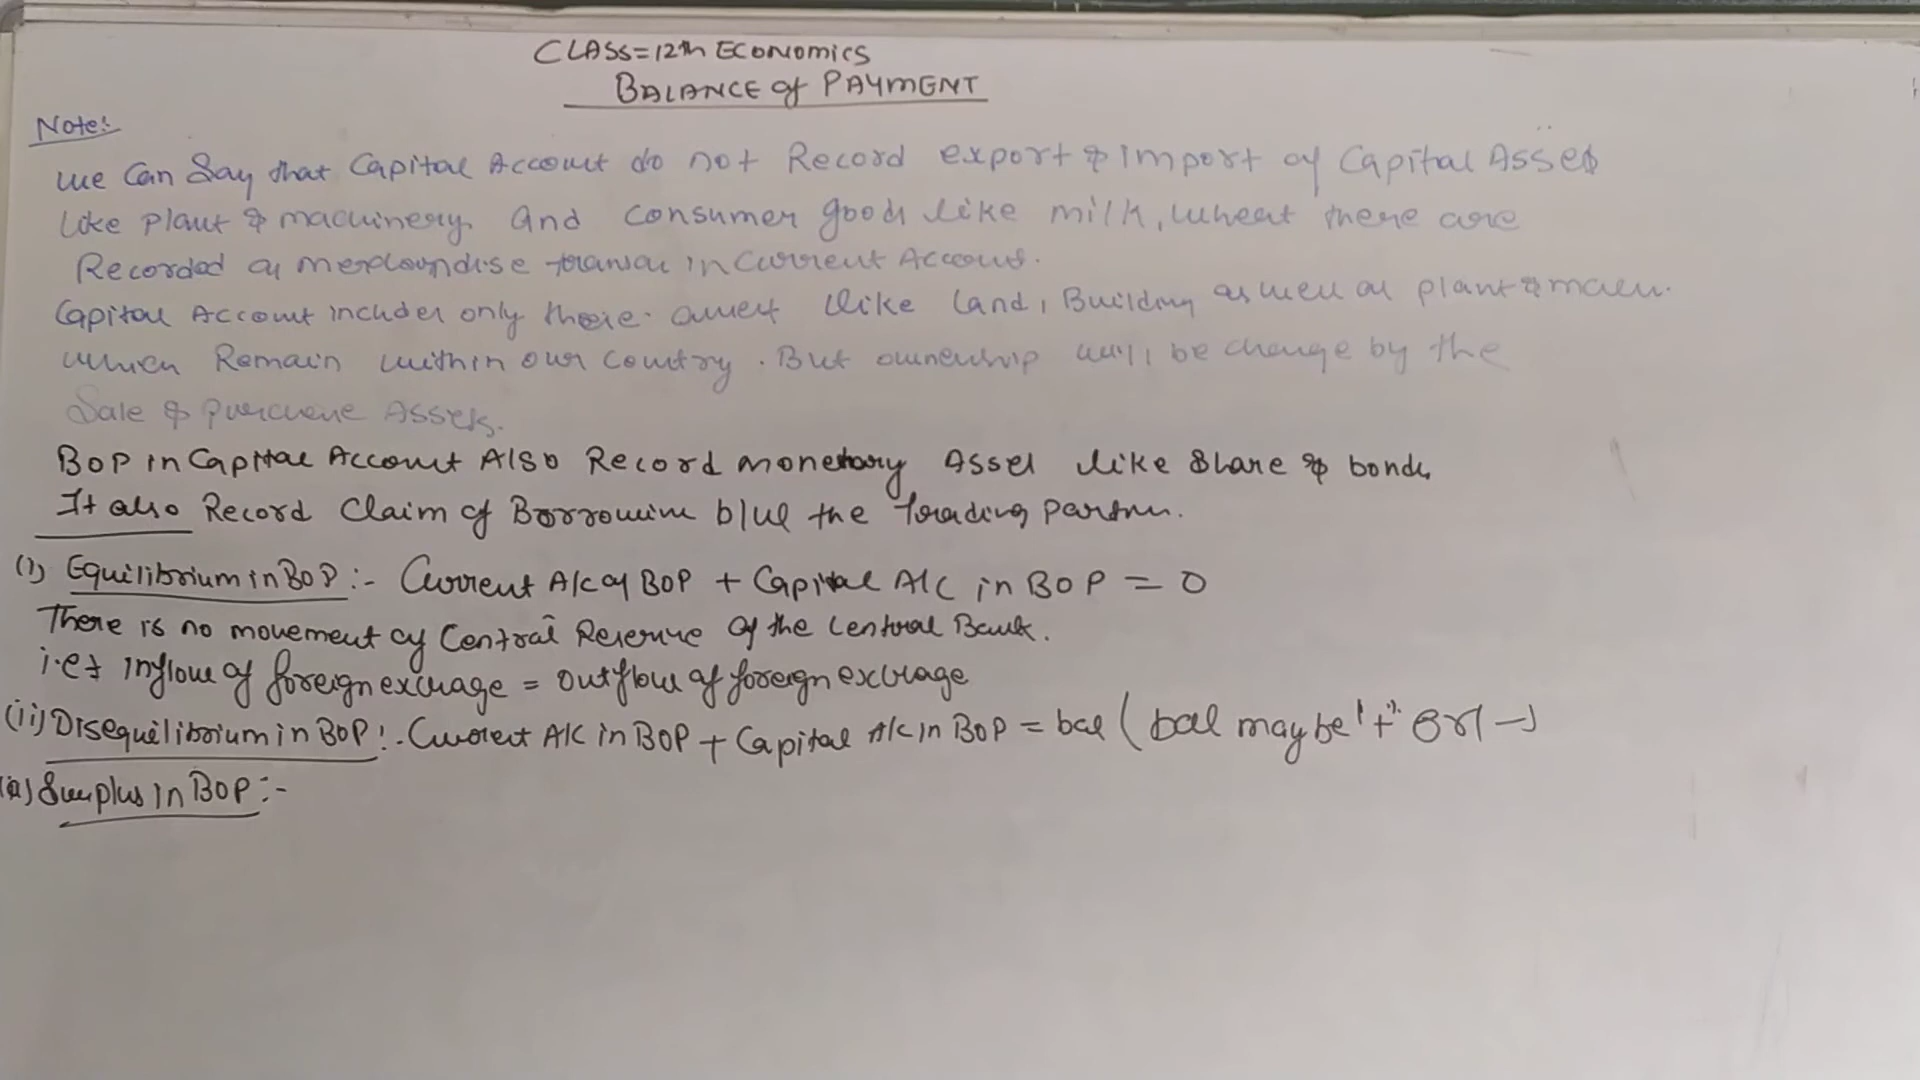 CLASS=12th ECONOMICS
BALANCE of PAYMENT
Note:
we Can Say that Capital Account do not Record export & Import of Capital Asses
Like Plant & machinery and consumer goods like milk, wheat there are
Recorded as merchandise transac in Current Account.
Capital Account includes only those asset like land, Building as well as plant & mach.
which Remain within our Country. But ownership will be change by the
Sale & purchase Assets.
BOP in Capital Account Also Record monetary Asset like Share & bonds
It also Record Claim of Borrowing b/w the Trading partner.
(i) Equilibrium in BOP :- Current A/c of BOP + Capital A/C in BOP = 0
There is no movement of Central Reserve of the Central Bank.
i.e. inflow of foreign exchage = outflow of foreign exchage
(ii) Disequilibrium in BOP :- Current A/C in BOP + Capital A/c in BOP = bal ( bal may be '+" or (-)
(a) Surplus in BOP :-